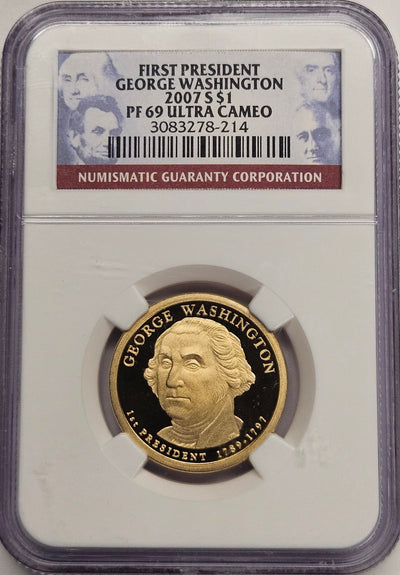 FIRST PRESIDENT
GEORGE WASHINGTON
2007 S $1
PF 69 ULTRA CAMEO
3083278-214
NUMISMATIC GUARANTY CORPORATION
GEORGE WASHINGTON
1st PRESIDENT 1789-1797